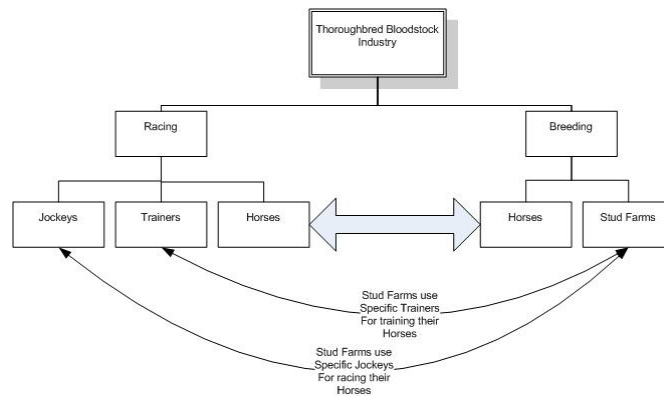 Thoroughbred Bloodstock
Industry
Racing
Breeding
Jockeys
Trainers
Horses
Horses
Stud Farms
Stud Farms use
Specific Trainers
For training their
Horses
Stud Farms use
Specific Jockeys
For racing their
Horses